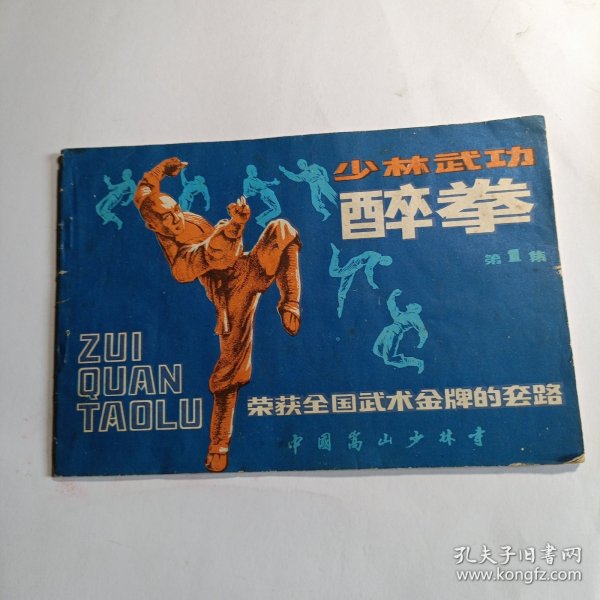 少林武功
醉拳
第1集
ZUI
QUAN
TAOLU
荣获全国武术金牌的套路
中國嵩山少林寺
孔夫子旧书网
www.kongfz.com